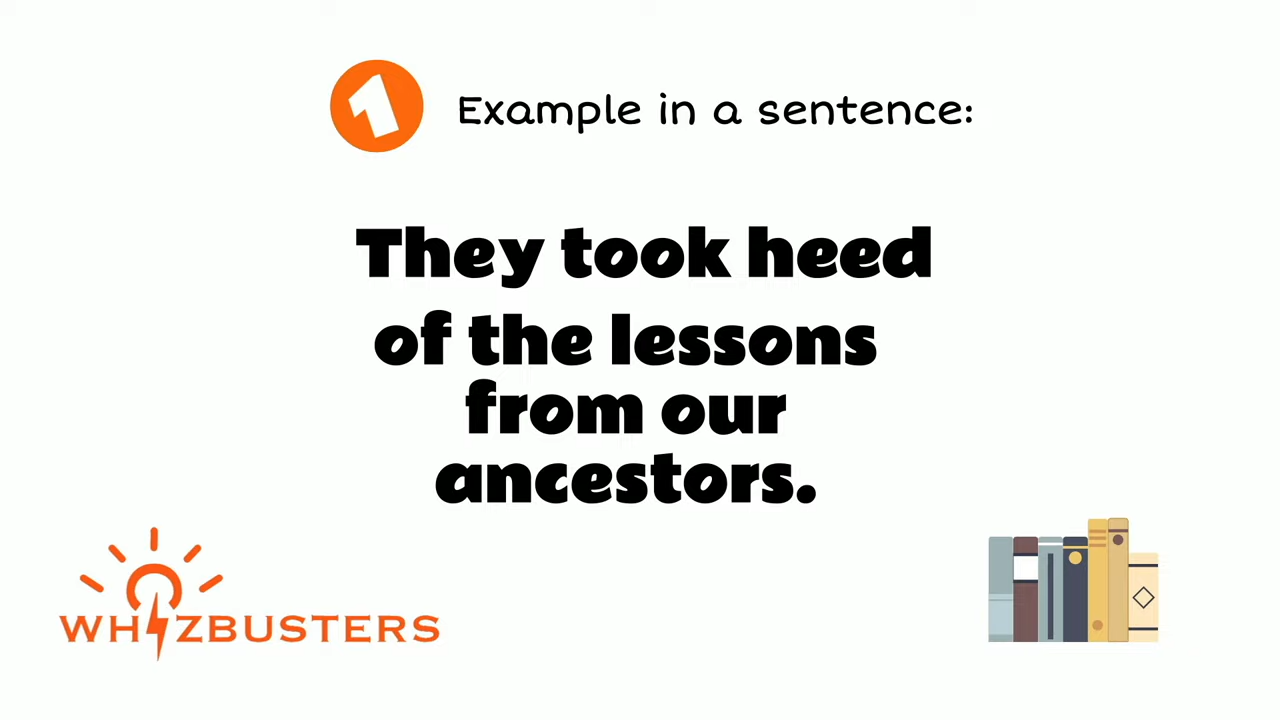 1 Example in a sentence:
They took heed
of the lessons
from our
ancestors.
WHIZBUSTERS